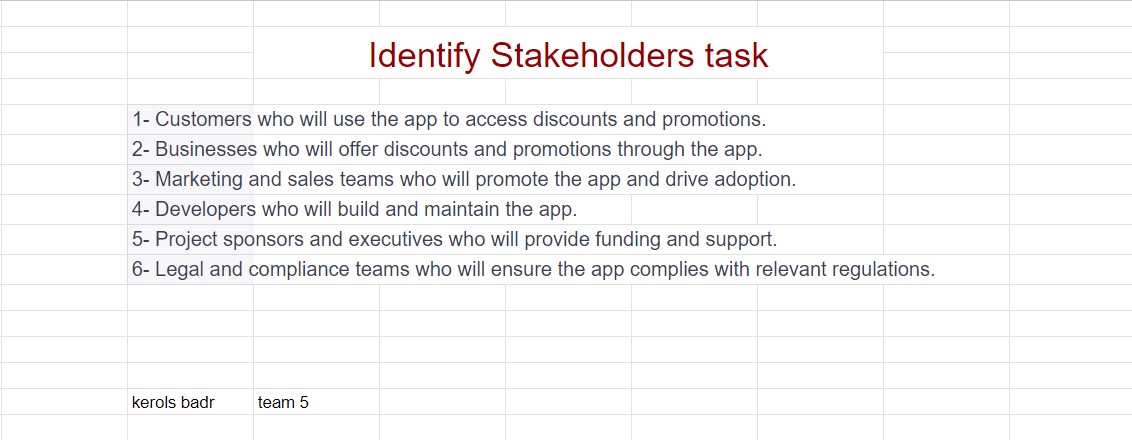 Identify Stakeholders task
1- Customers who will use the app to access discounts and promotions.
2- Businesses who will offer discounts and promotions through the app.
3- Marketing and sales teams who will promote the app and drive adoption.
4- Developers who will build and maintain the app.
5- Project sponsors and executives who will provide funding and support.
6- Legal and compliance teams who will ensure the app complies with relevant regulations.
kerols badr team 5